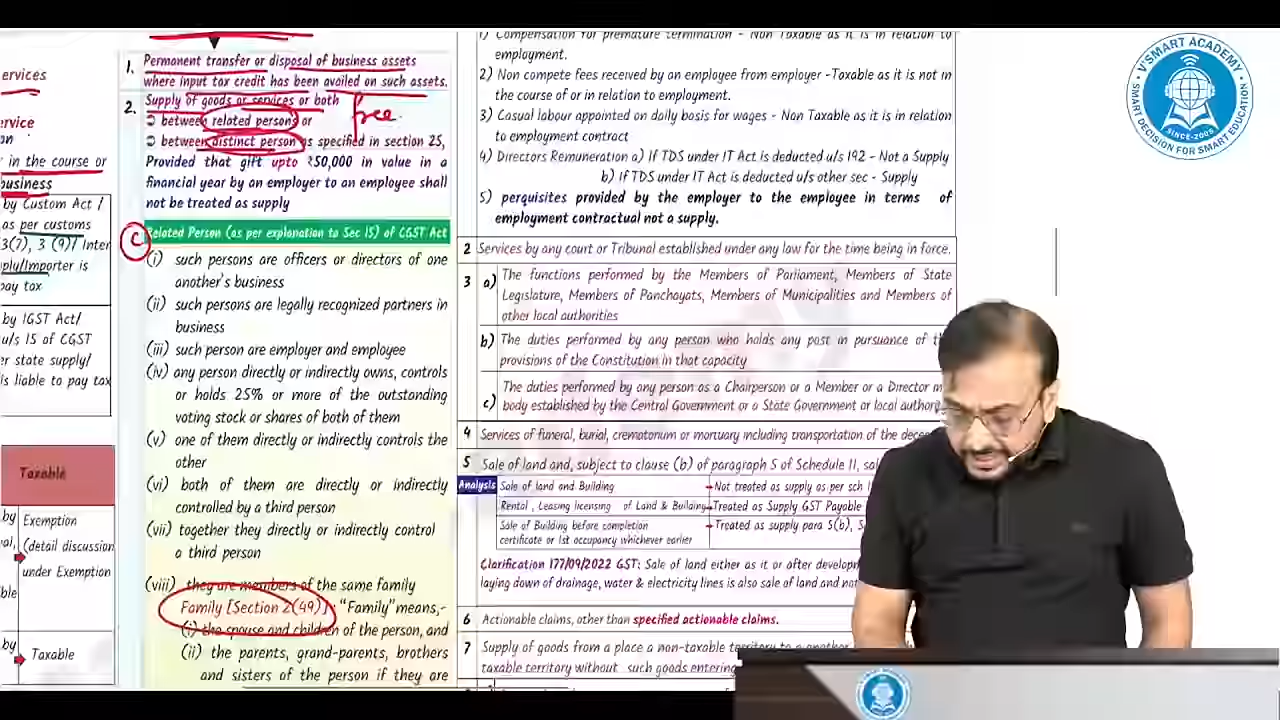 ervices
ervice
on
in the course or
business
by Custom Act /
as per customs
3(7), 3 (9)/ Inter
pply/Importer is
pay tax
by IGST Act/
u/s 15 of CGST
er state supply/
is liable to pay tax
Taxable
by
Exemption
(detail discussion
under Exemption
by
Taxable
1. Permanent transfer or disposal of business assets
where input tax credit has been availed on such assets.
2. Supply of goods or services or both
between related persons or
free
between distinct person as specified in section 25,
Provided that gift upto ₹50,000 in value in a
financial year by an employer to an employee shall
not be treated as supply
C
Related Person (as per explanation to Sec 15) of CGST Act
(i) such persons are officers or directors of one
another's business
(ii) such persons are legally recognized partners in
business
(iii) such person are employer and employee
(iv) any person directly or indirectly owns, controls
or holds 25% or more of the outstanding
voting stock or shares of both of them
(v) one of them directly or indirectly controls the
other
(vi) both of them are directly or indirectly
controlled by a third person
(vii) together they directly or indirectly control
a third person
(viii) they are members of the same family
Family [Section 2(49)] "Family" means,-
(i) the spouse and children of the person, and
(ii) the parents, grand-parents, brothers
and sisters of the person if they are
1) Compensation for premature termination - Non Taxable as it is in relation to
employment.
2) Non compete fees received by an employee from employer -Taxable as it is not in
the course of or in relation to employment.
3) Casual labour appointed on daily basis for wages - Non Taxable as it is in relation
to employment contract
4) Directors Remuneration a) If TDS under IT Act is deducted u/s 192 - Not a Supply
b) If TDS under IT Act is deducted u/s other sec - Supply
5) perquisites provided by the employer to the employee in terms of
employment contractual not a supply.
2 Services by any court or Tribunal established under any law for the time being in force.
3 a) The functions performed by the Members of Parliament, Members of State
Legislature, Members of Panchayats, Members of Municipalities and Members of
other local authorities
b) The duties performed by any person who holds any post in pursuance of th
provisions of the Constitution in that capacity
c) The duties performed by any person as a Chairperson or a Member or a Director in
body established by the Central Government or a State Government or local authority
4 Services of funeral, burial, crematorium or mortuary including transportation of the dece
5 Sale of land and, subject to clause (b) of paragraph 5 of Schedule II, sal
Analysis
Sale of land and Building Not treated as supply as per sch
Rental, Leasing licensing of Land & Building Treated as Supply GST Payable
Sale of Building before completion Treated as supply para 5(b), S
certificate or 1st occupancy whichever earlier
Clarification 177/09/2022 GST: Sale of land either as it or after develop
laying down of drainage, water & electricity lines is also sale of land and not
6 Actionable claims, other than specified actionable claims.
7 Supply of goods from a place a non-taxable territory to another
taxable territory without such goods entering
V'SMART ACADEMY
SMART DECISION FOR SMART EDUCATION
SINCE-2005